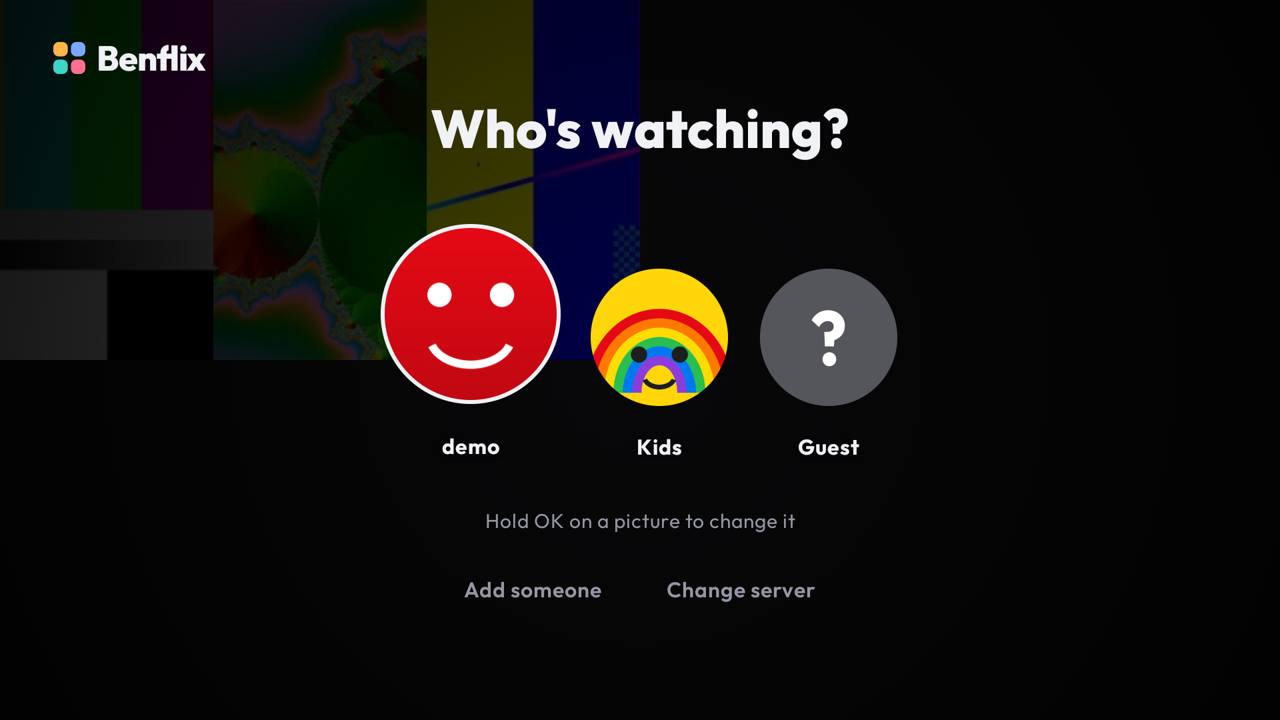 Benflix
Who's watching?
?
demo
Kids
Guest
Hold OK on a picture to change it
Add someone
Change server